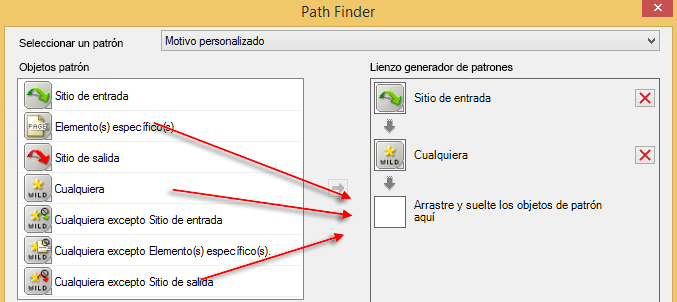 Path Finder
Seleccionar un patrón
Motivo personalizado
Objetos patrón
Sitio de entrada
PAGE
Elemento(s) específico(s)
Sitio de salida
WILD
Cualquiera
WILD
Cualquiera excepto Sitio de entrada
WILD
Cualquiera excepto Elemento(s) específico(s).
WILD
Cualquiera excepto Sitio de salida
Lienzo generador de patrones
Sitio de entrada
WILD
Cualquiera
Arrastre y suelte los objetos de patrón
aquí